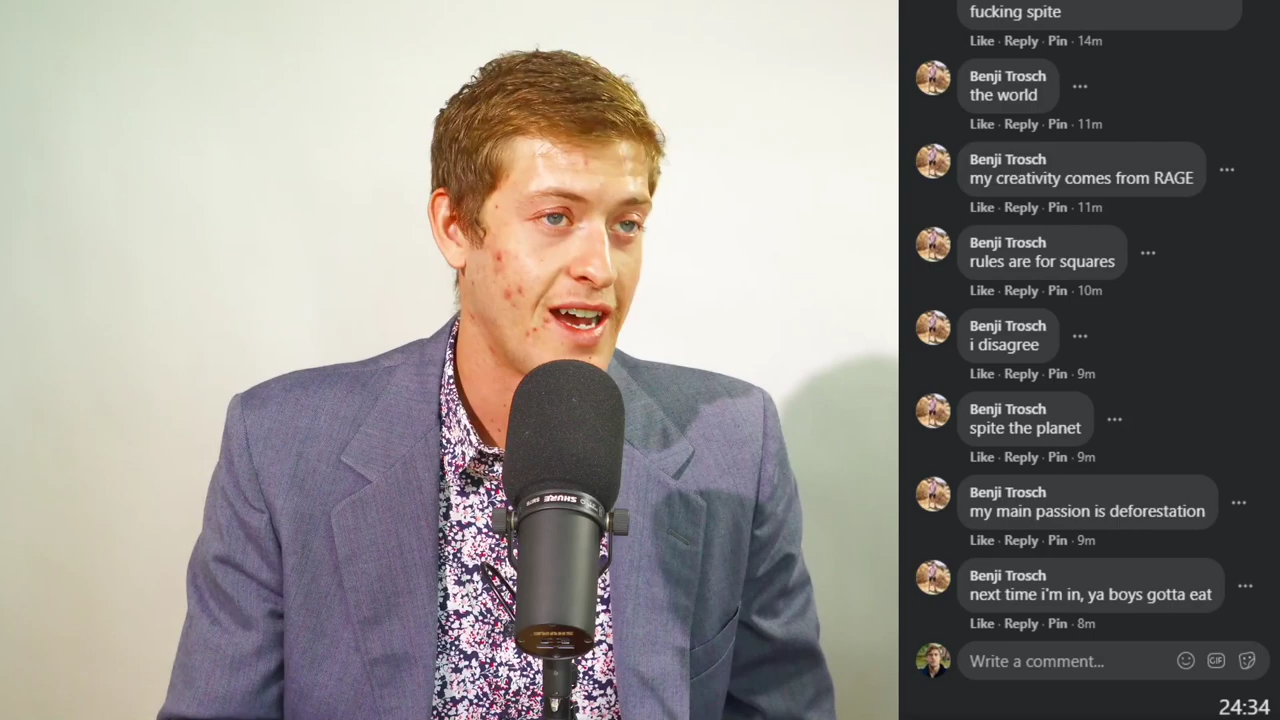 fucking spite
Like · Reply · Pin · 14m
Benji Trosch
the world
Like · Reply · Pin · 11m
Benji Trosch
my creativity comes from RAGE
Like · Reply · Pin · 11m
Benji Trosch
rules are for squares
Like · Reply · Pin · 10m
Benji Trosch
i disagree
Like · Reply · Pin · 9m
Benji Trosch
spite the planet
Like · Reply · Pin · 9m
Benji Trosch
my main passion is deforestation
Like · Reply · Pin · 9m
Benji Trosch
next time i'm in, ya boys gotta eat
Like · Reply · Pin · 8m
Write a comment...
GIF
24:34
SHURE SM7B
SHURE